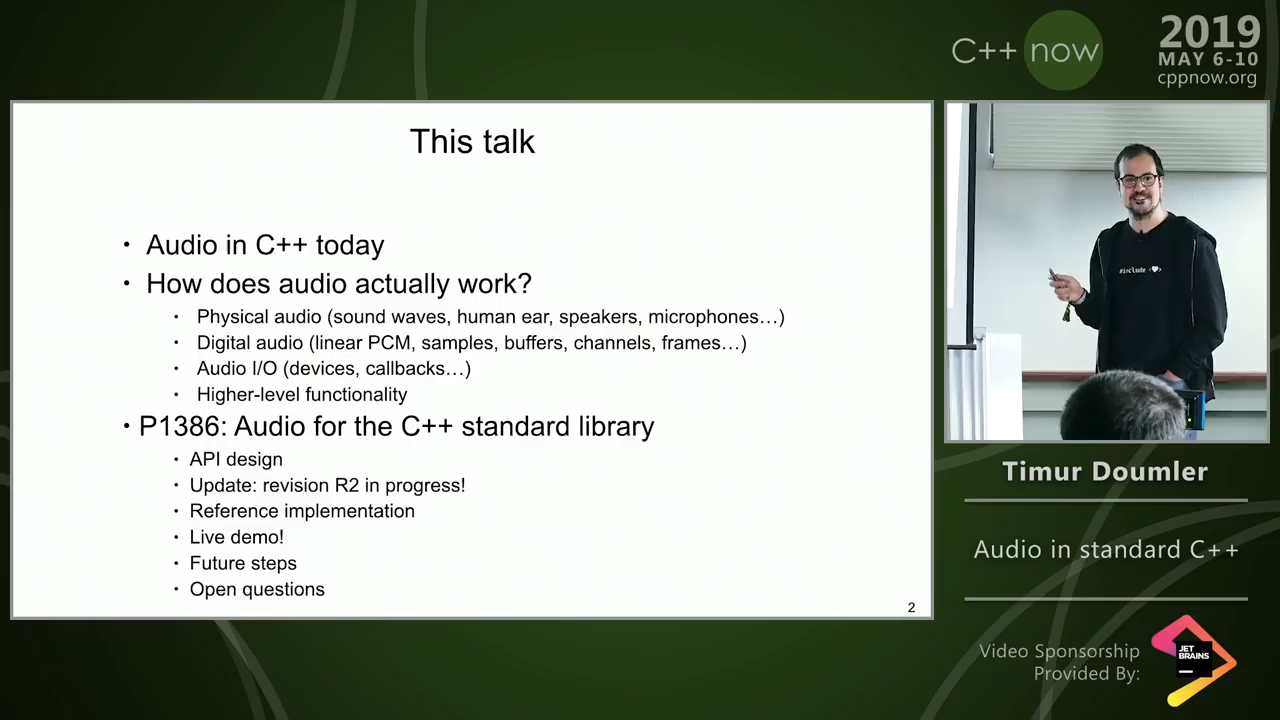 C++ now
2019
MAY 6-10
cppnow.org
This talk
• Audio in C++ today
• How does audio actually work?
• Physical audio (sound waves, human ear, speakers, microphones…)
• Digital audio (linear PCM, samples, buffers, channels, frames…)
• Audio I/O (devices, callbacks…)
• Higher-level functionality
• P1386: Audio for the C++ standard library
• API design
• Update: revision R2 in progress!
• Reference implementation
• Live demo!
• Future steps
• Open questions
2
#include <♥>
Timur Doumler
Audio in standard C++
Video Sponsorship
Provided By:
JET
BRAINS